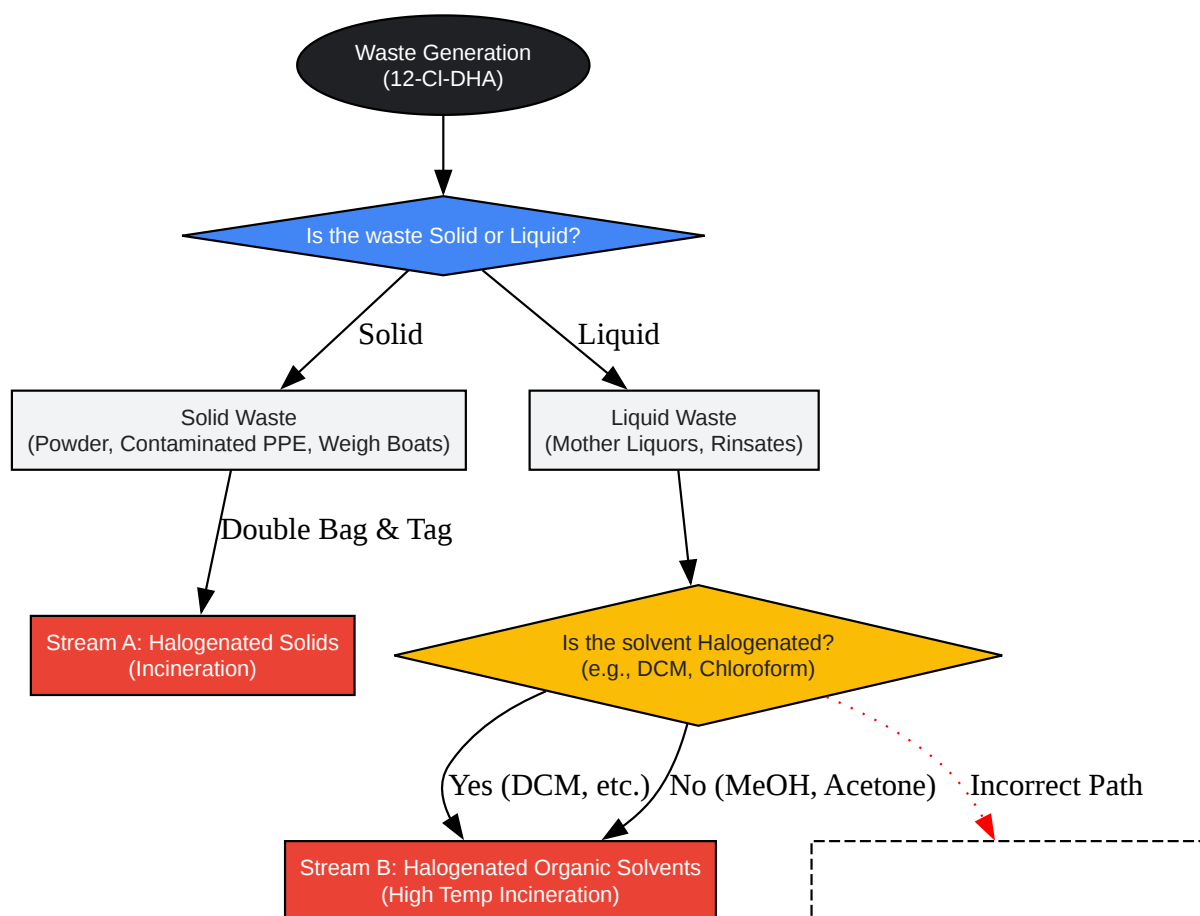 Waste Generation
(12-Cl-DHA)
Is the waste Solid or Liquid?
Solid
Liquid
Solid Waste
(Powder, Contaminated PPE, Weigh Boats)
Liquid Waste
(Mother Liquors, Rinsates)
Double Bag & Tag
Stream A: Halogenated Solids
(Incineration)
Is the solvent Halogenated?
(e.g., DCM, Chloroform)
Yes (DCM, etc.)
No (MeOH, Acetone)
Incorrect Path
Stream B: Halogenated Organic Solvents
(High Temp Incineration)